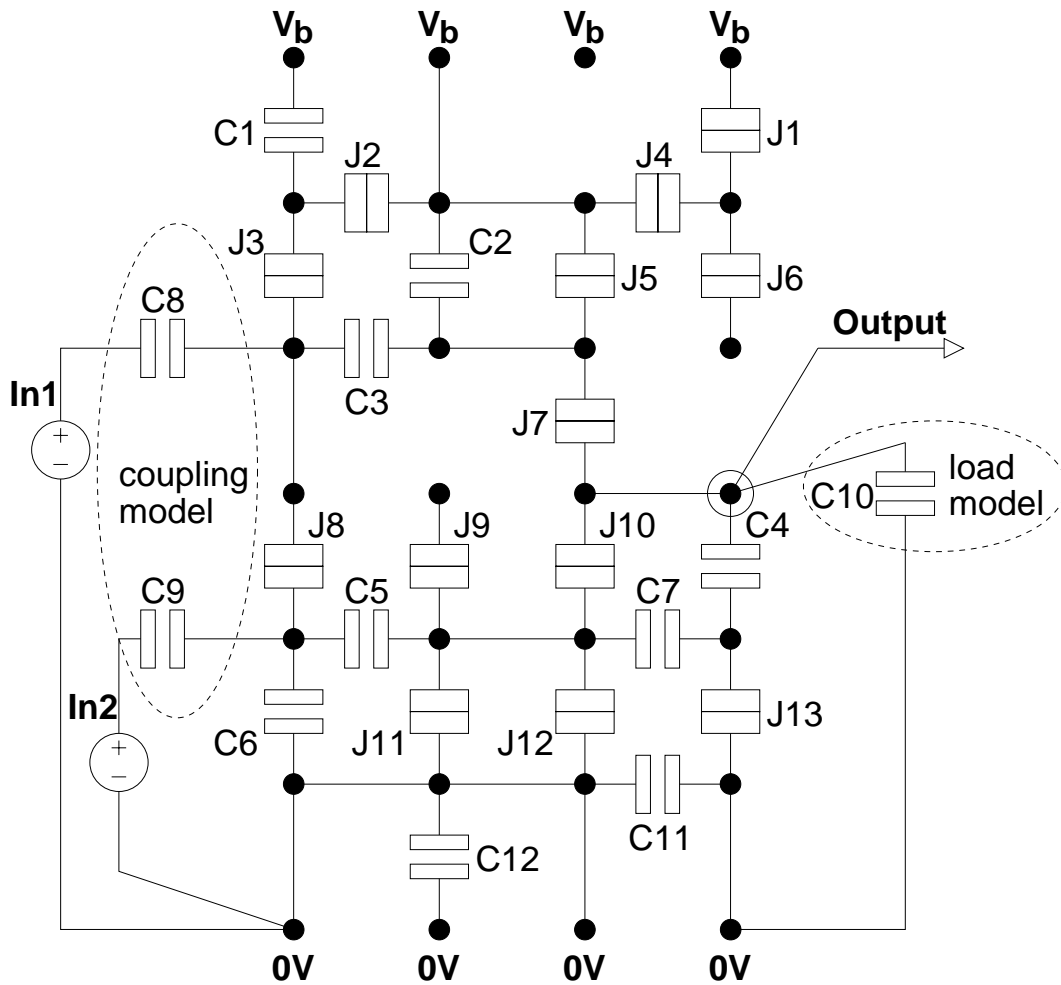 Vb Vb Vb Vb
C1
J1
J2
J4
J3
C2
J5
J6
C8
Output
In1
C3
J7
coupling
model
load
model
C10
J8
J9
J10
C4
C9
C5
C7
In2
C6
J11
J12
J13
C11
C12
0V 0V 0V 0V